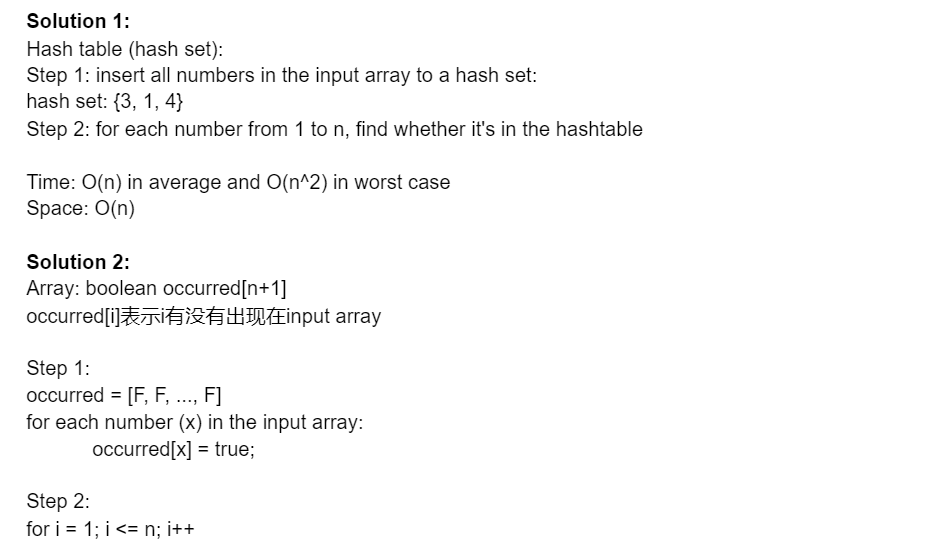 Solution 1:
Hash table (hash set):
Step 1: insert all numbers in the input array to a hash set:
hash set: {3, 1, 4}
Step 2: for each number from 1 to n, find whether it's in the hashtable
Time: O(n) in average and O(n^2) in worst case
Space: O(n)
Solution 2:
Array: boolean occurred[n+1]
occurred[i]表示i有没有出现在input array
Step 1:
occurred = [F, F, ..., F]
for each number (x) in the input array:
occurred[x] = true;
Step 2:
for i = 1; i <= n; i++